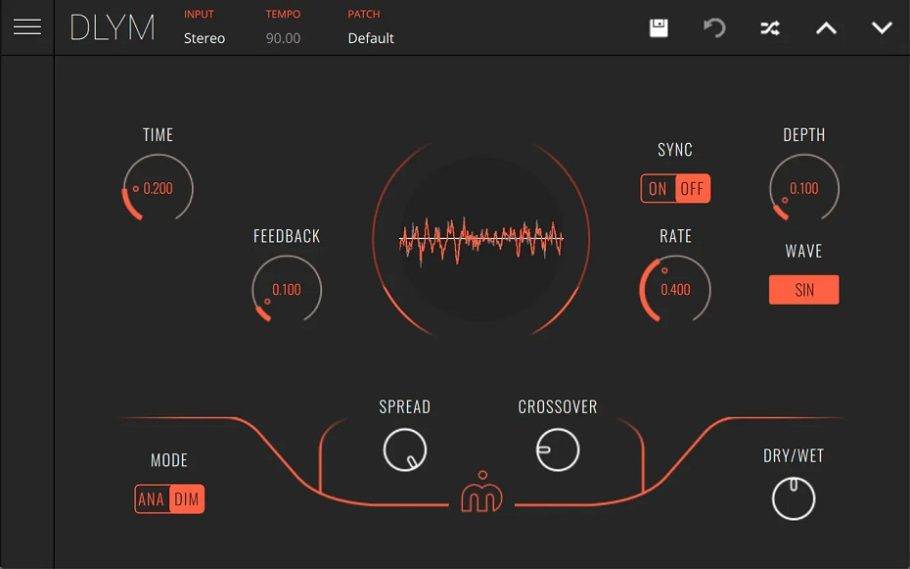 DLYM
INPUT
Stereo
TEMPO
90.00
PATCH
Default
TIME
0.200
FEEDBACK
0.100
SYNC
ON OFF
RATE
0.400
DEPTH
0.100
WAVE
SIN
SPREAD
CROSSOVER
MODE
ANA DIM
DRY/WET